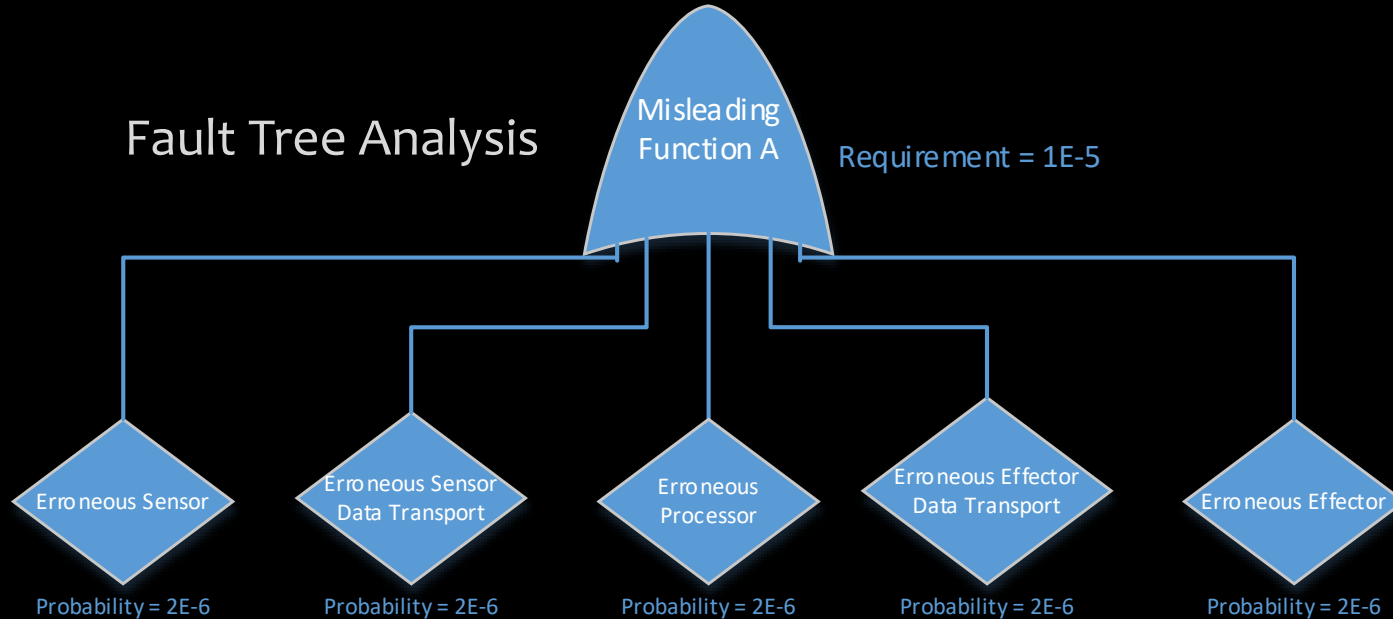 Fault Tree Analysis
Misleading
Function A
Requirement = 1E-5
Erroneous Sensor
Erroneous Sensor
Data Transport
Erroneous
Processor
Erroneous Effector
Data Transport
Erroneous Effector
Probability = 2E-6
Probability = 2E-6
Probability = 2E-6
Probability = 2E-6
Probability = 2E-6